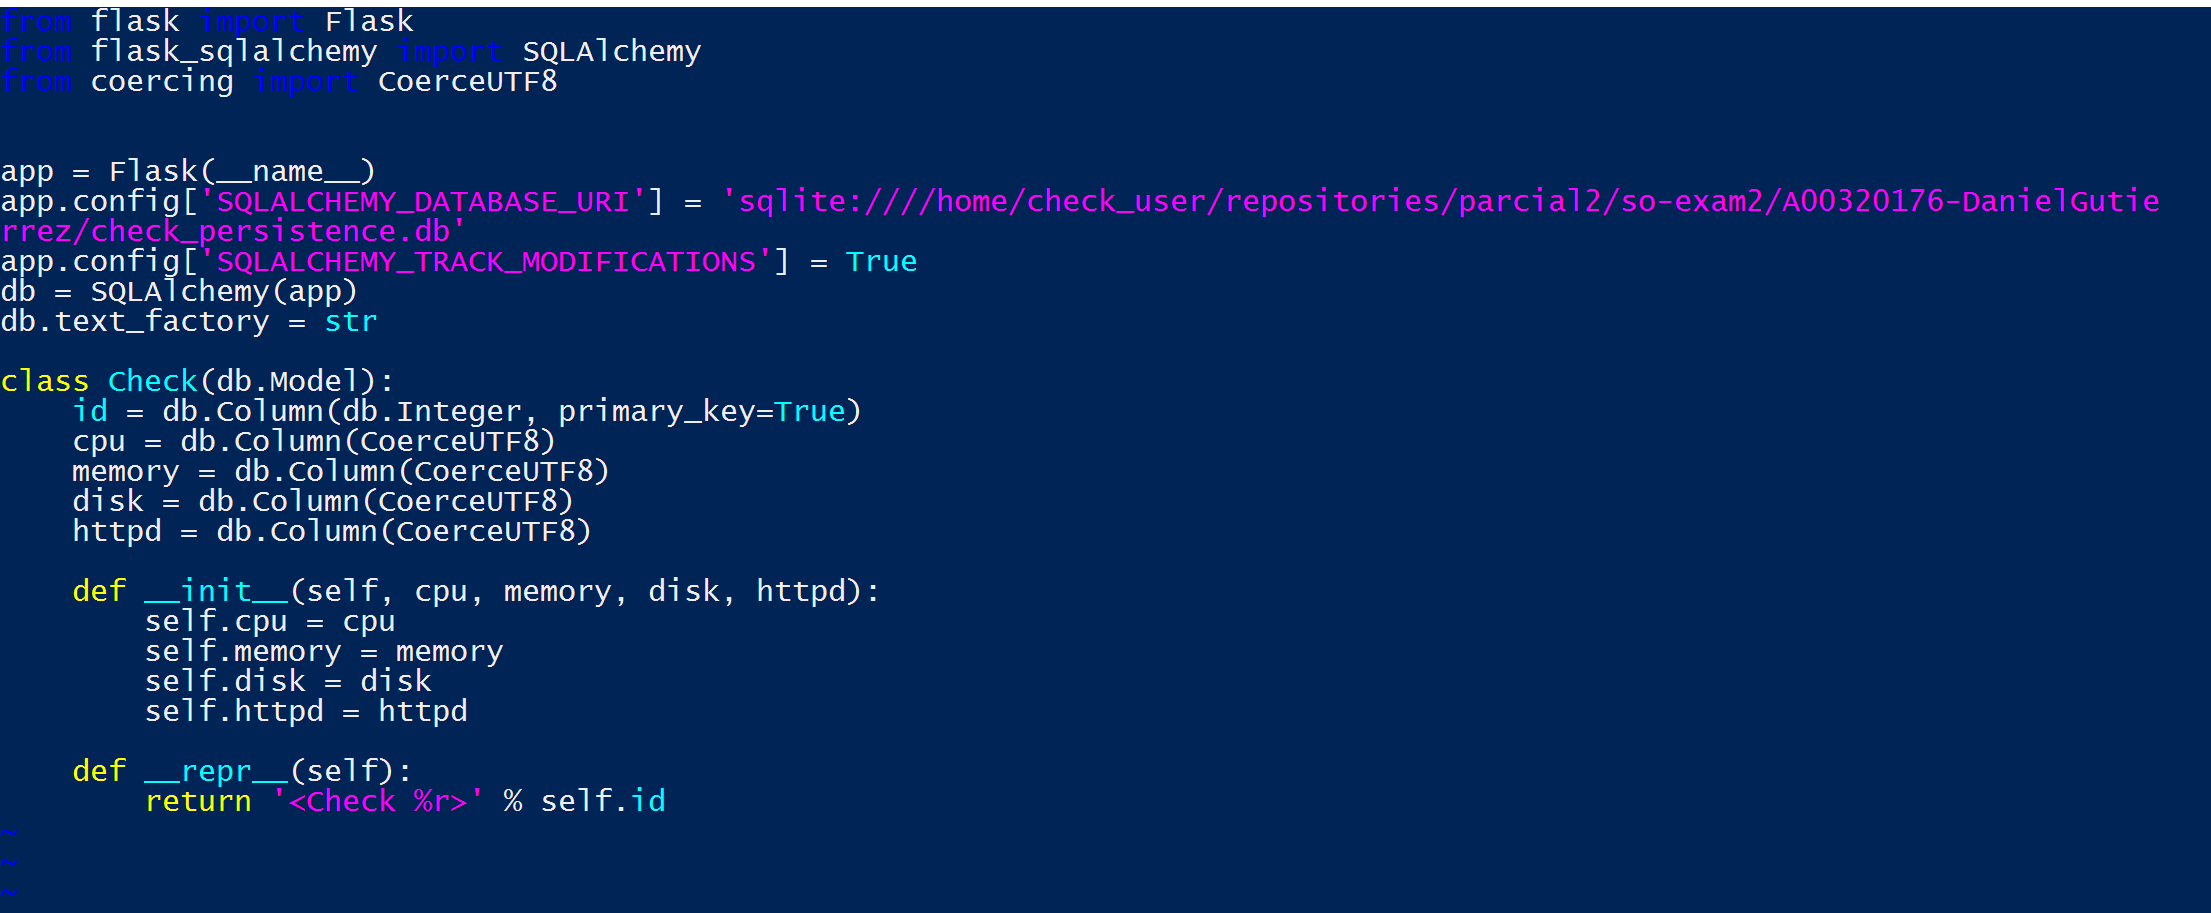 from flask import Flask
from flask_sqlalchemy import SQLAlchemy
from coercing import CoerceUTF8
app = Flask(__name__)
app.config['SQLALCHEMY_DATABASE_URI'] = 'sqlite:////home/check_user/repositories/parcial2/so-exam2/A00320176-DanielGutie
rrez/check_persistence.db'
app.config['SQLALCHEMY_TRACK_MODIFICATIONS'] = True
db = SQLAlchemy(app)
db.text_factory = str
class Check(db.Model):
    id = db.Column(db.Integer, primary_key=True)
    cpu = db.Column(CoerceUTF8)
    memory = db.Column(CoerceUTF8)
    disk = db.Column(CoerceUTF8)
    httpd = db.Column(CoerceUTF8)
    def __init__(self, cpu, memory, disk, httpd):
        self.cpu = cpu
        self.memory = memory
        self.disk = disk
        self.httpd = httpd
    def __repr__(self):
        return '<Check %r>' % self.id
~
~
~